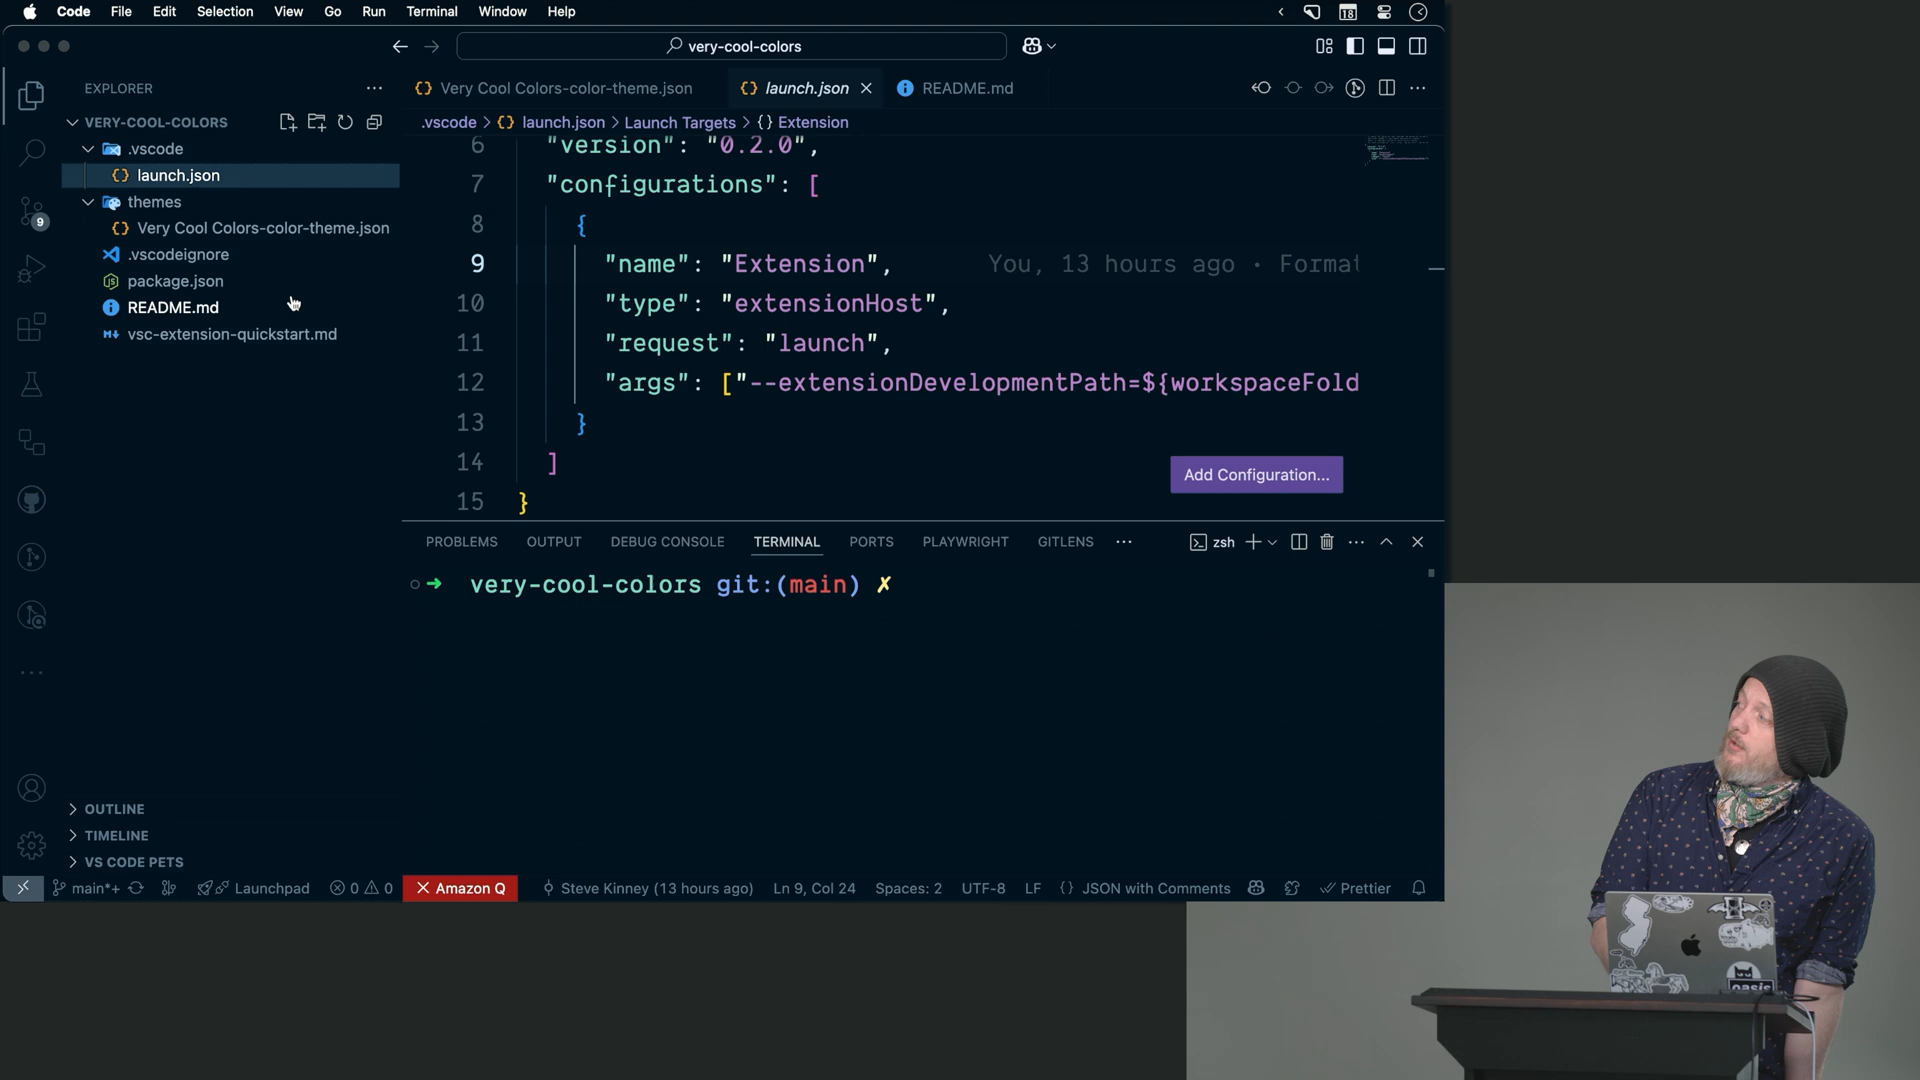 Code File Edit Selection View Go Run Terminal Window Help
18
very-cool-colors
EXPLORER
VERY-COOL-COLORS
.vscode
launch.json
themes
Very Cool Colors-color-theme.json
.vscodeignore
package.json
README.md
vsc-extension-quickstart.md
9
OUTLINE
TIMELINE
VS CODE PETS
Very Cool Colors-color-theme.json launch.json README.md
.vscode > launch.json > Launch Targets > {} Extension
6 "version": "0.2.0",
7 "configurations": [
8 {
9 "name": "Extension", You, 13 hours ago • Format
10 "type": "extensionHost",
11 "request": "launch",
12 "args": ["--extensionDevelopmentPath=${workspaceFold
13 }
14 ]
15 }
Add Configuration...
PROBLEMS OUTPUT DEBUG CONSOLE TERMINAL PORTS PLAYWRIGHT GITLENS
zsh
➜ very-cool-colors git:(main) ✗
main*+ Launchpad 0 0 Amazon Q Steve Kinney (13 hours ago) Ln 9, Col 24 Spaces: 2 UTF-8 LF {} JSON with Comments Prettier
oasis